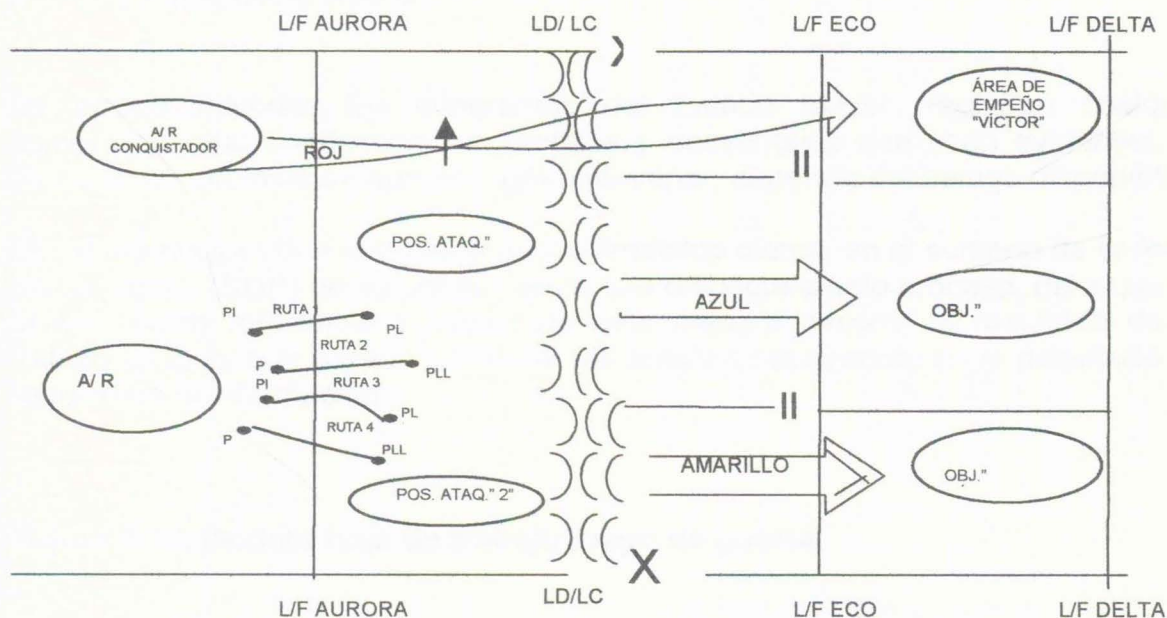 L/F AURORA
LD/ LC
L/F ECO
L/F DELTA
X
A/ R
CONQUISTADOR
ROJ
ÁREA DE
EMPEÑO
"VÍCTOR"
II
POS. ATAQ."
AZUL
OBJ."
PI
RUTA 1
PL
RUTA 2
P
PLL
PI
RUTA 3
A/ R
PL
RUTA 4
P
PLL
II
AMARILLO
OBJ."
POS. ATAQ." 2"
X
L/F AURORA
LD/LC
L/F ECO
L/F DELTA